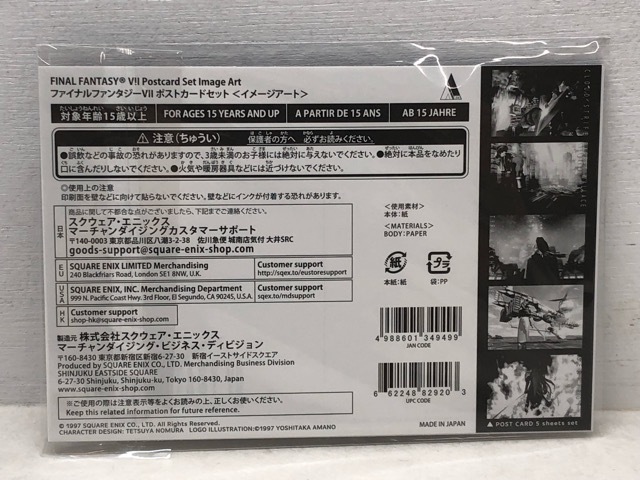 FINAL FANTASY® VII Postcard Set Image Art
ファイナルファンタジーVII ポストカードセット ＜イメージアート＞
対象年齢15歳以上
FOR AGES 15 YEARS AND UP
A PARTIR DE 15 ANS
AB 15 JAHRE
注意（ちゅうい） 保護者の方へ 必ずお読みください。
●誤飲などの事故の恐れがありますので、3歳未満のお子様には絶対に与えないでください。●絶対に本品をなめたり
口に含んだりしないでください。●火気や暖房器具などには近づけないでください。
◎使用上の注意
印刷面を壁などに向けて貼らないでください。壁などにインクが付着する恐れがあります。
日本
商品に関して不都合な点がございましたら、下記までご連絡ください。
スクウェア・エニックス
マーチャンダイジングカスタマーサポート
〒140-0003 東京都品川区八潮3-2-38 佐川急便 城南店気付 大井SRC
goods-support@square-enix-shop.com
EU
SQUARE ENIX LIMITED Merchandising
240 Blackfriars Road, London SE1 8NW, U.K.
Customer support
http://sqex.to/eustoresupport
USA
SQUARE ENIX, INC. Merchandising Department
999 N. Pacific Coast Hwy. 3rd Floor, El Segundo, CA 90245, U.S.A.
Customer support
http://sqex.to/mdsupport
HK
Customer support
shop-hk@square-enix-shop.com
＜使用素材＞
本体：紙
＜MATERIALS＞
BODY: PAPER
紙
本紙：紙
プラ
袋：PP
製造元 株式会社スクウェア・エニックス
マーチャンダイジング・ビジネス・ディビジョン
〒160-8430 東京都新宿区新宿6-27-30 新宿イーストサイドスクエア
Produced by SQUARE ENIX CO., LTD. Merchandising Business Division
SHINJUKU EASTSIDE SQUARE
6-27-30 Shinjuku, Shinjuku-ku, Tokyo 160-8430, Japan
www.square-enix-shop.com
※ご使用の際は注意表示等をよくお読みの上、正しくお使いください。
Keep this related information for future reference.
4 988601 349499
JAN CODE
6 62248 82920 3
UPC CODE
© 1997 SQUARE ENIX CO., LTD. All Rights Reserved.
CHARACTER DESIGN: TETSUYA NOMURA LOGO ILLUSTRATION:©1997 YOSHITAKA AMANO
MADE IN JAPAN
▲ POST CARD 5 sheets set